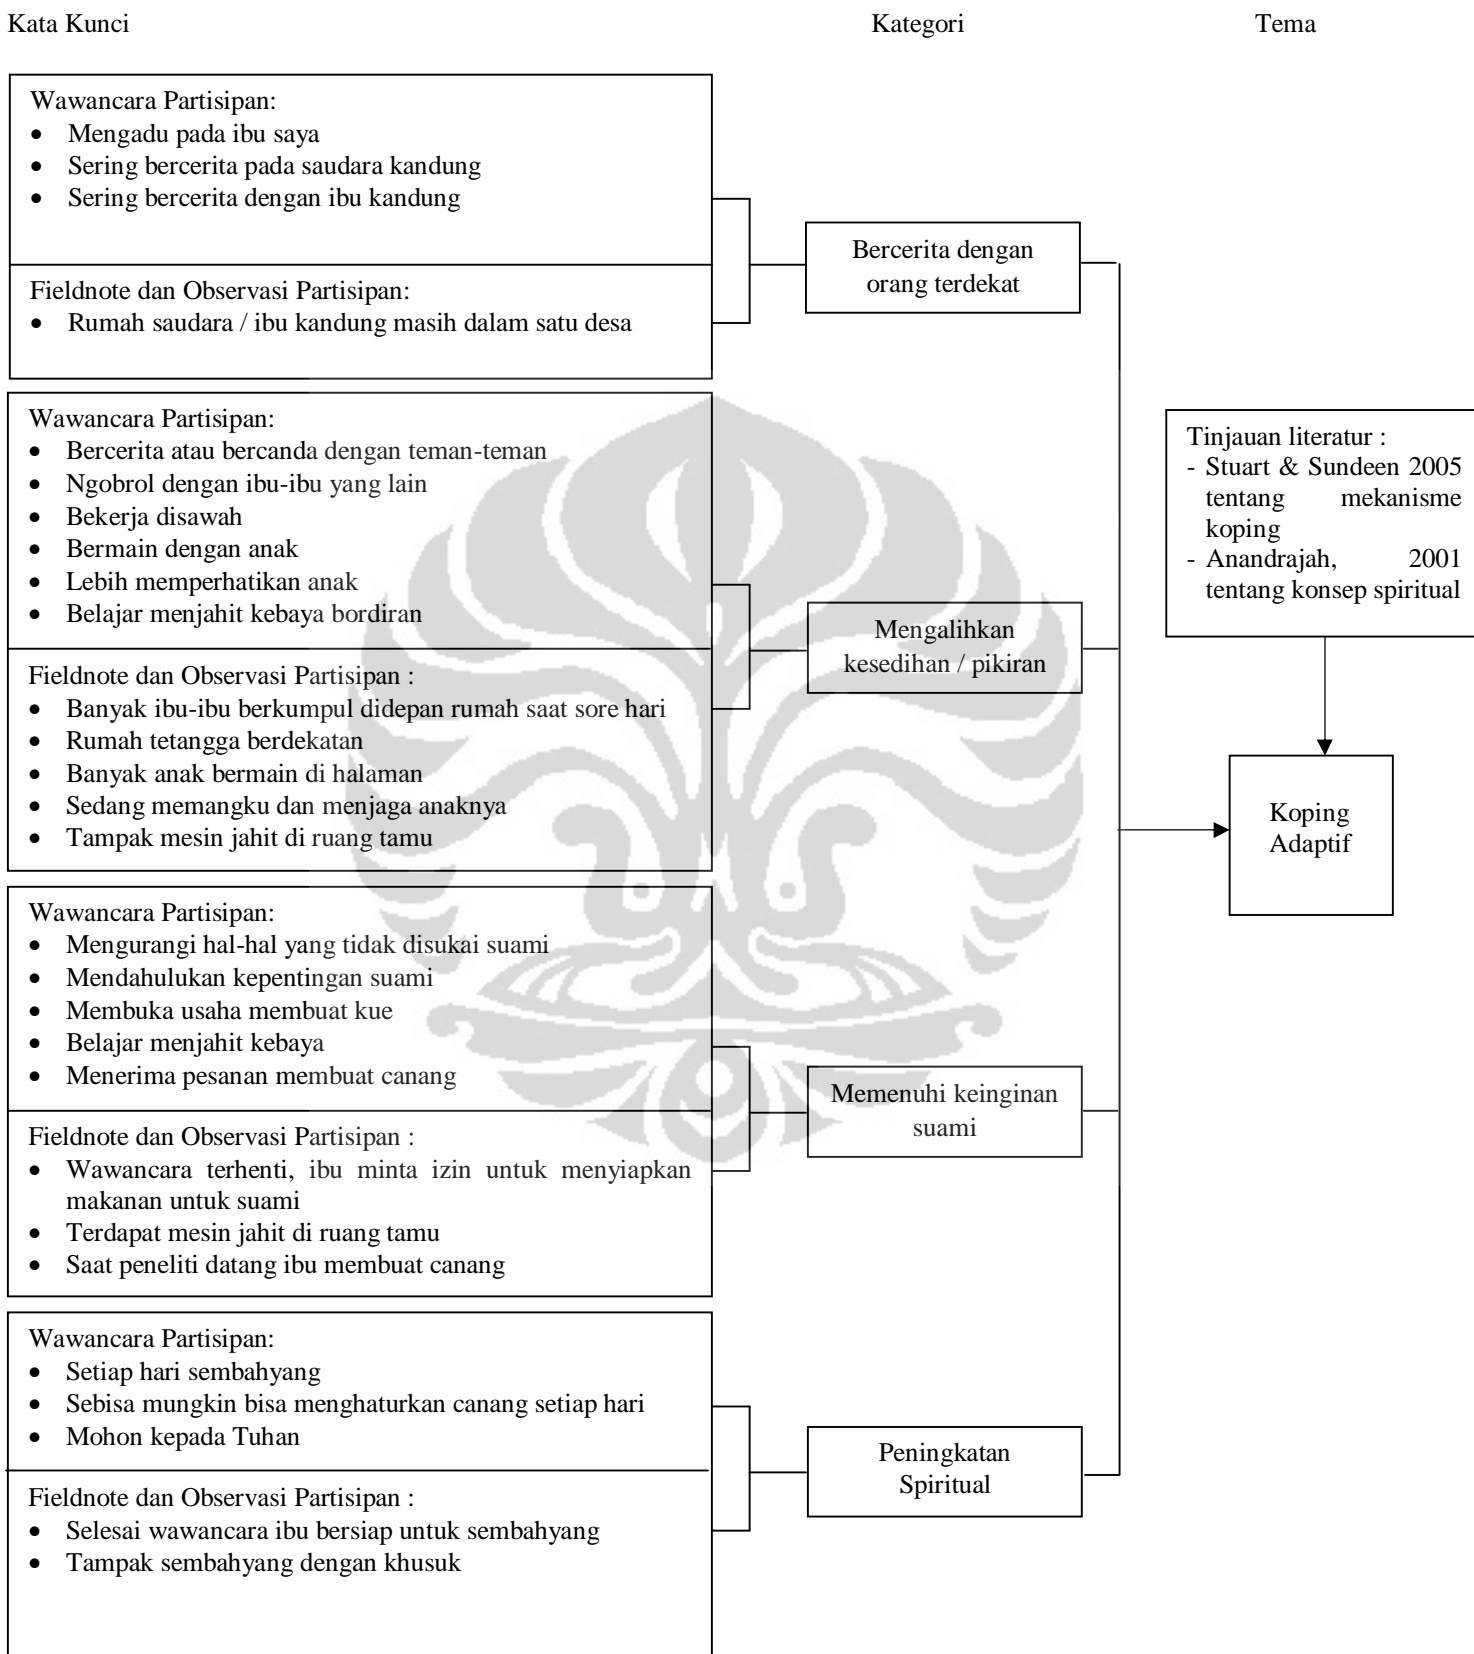 Kata Kunci
Kategori
Tema
Wawancara Partisipan:
• Mengadu pada ibu saya
• Sering bercerita pada saudara kandung
• Sering bercerita dengan ibu kandung
Fieldnote dan Observasi Partisipan:
• Rumah saudara / ibu kandung masih dalam satu desa
Bercerita dengan
orang terdekat
Wawancara Partisipan:
• Bercerita atau bercanda dengan teman-teman
• Ngobrol dengan ibu-ibu yang lain
• Bekerja disawah
• Bermain dengan anak
• Lebih memperhatikan anak
• Belajar menjahit kebaya bordiran
Fieldnote dan Observasi Partisipan :
• Banyak ibu-ibu berkumpul didepan rumah saat sore hari
• Rumah tetangga berdekatan
• Banyak anak bermain di halaman
• Sedang memangku dan menjaga anaknya
• Tampak mesin jahit di ruang tamu
Mengalihkan
kesedihan / pikiran
Wawancara Partisipan:
• Mengurangi hal-hal yang tidak disukai suami
• Mendahulukan kepentingan suami
• Membuka usaha membuat kue
• Belajar menjahit kebaya
• Menerima pesanan membuat canang
Fieldnote dan Observasi Partisipan :
• Wawancara terhenti, ibu minta izin untuk menyiapkan
makanan untuk suami
• Terdapat mesin jahit di ruang tamu
• Saat peneliti datang ibu membuat canang
Memenuhi keinginan
suami
Wawancara Partisipan:
• Setiap hari sembahyang
• Sebisa mungkin bisa menghaturkan canang setiap hari
• Mohon kepada Tuhan
Fieldnote dan Observasi Partisipan :
• Selesai wawancara ibu bersiap untuk sembahyang
• Tampak sembahyang dengan khusuk
Peningkatan
Spiritual
Tinjauan literatur :
- Stuart & Sundeen 2005
tentang mekanisme
koping
- Anandrajah, 2001
tentang konsep spiritual
Koping
Adaptif